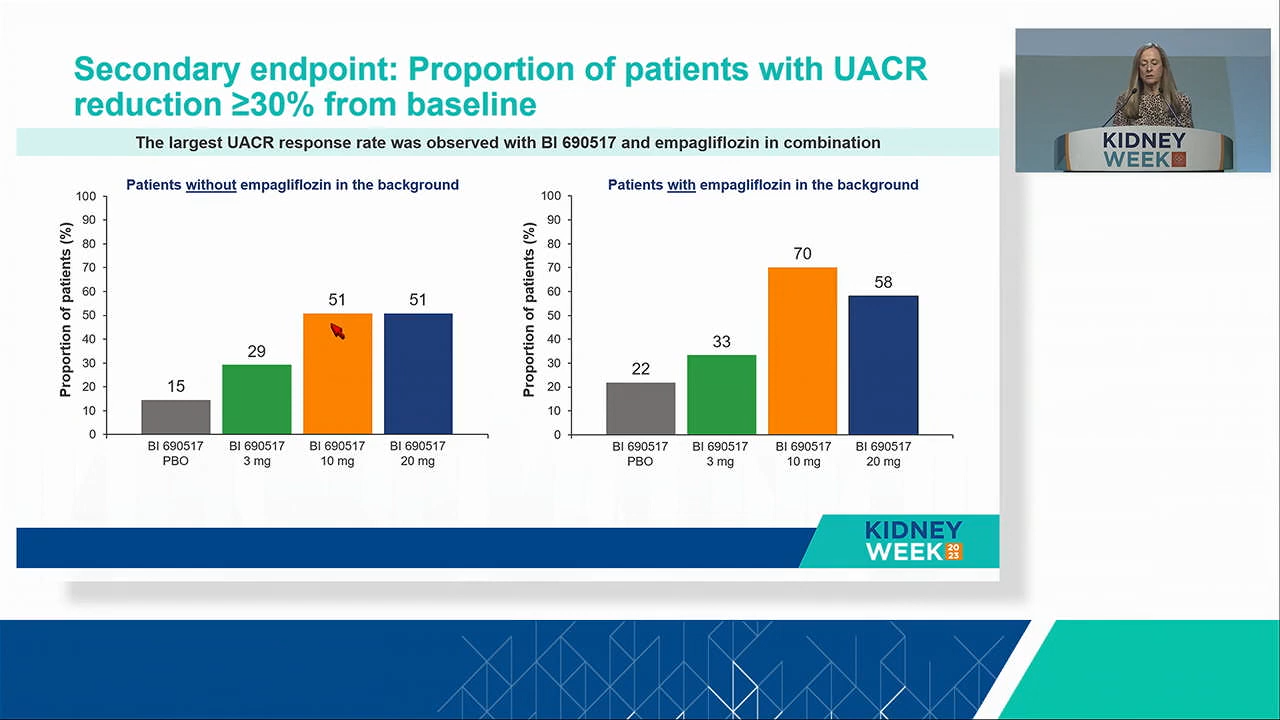 Secondary endpoint: Proportion of patients with UACR
reduction ≥30% from baseline
The largest UACR response rate was observed with BI 690517 and empagliflozin in combination
Patients without empagliflozin in the background
Proportion of patients (%)
100
90
80
70
60
50
40
30
20
10
0
15
29
51
51
BI 690517
PBO
BI 690517
3 mg
BI 690517
10 mg
BI 690517
20 mg
Patients with empagliflozin in the background
Proportion of patients (%)
100
90
80
70
60
50
40
30
20
10
0
22
33
70
58
BI 690517
PBO
BI 690517
3 mg
BI 690517
10 mg
BI 690517
20 mg
KIDNEY
WEEK 20
23
KIDNEY
WEEK